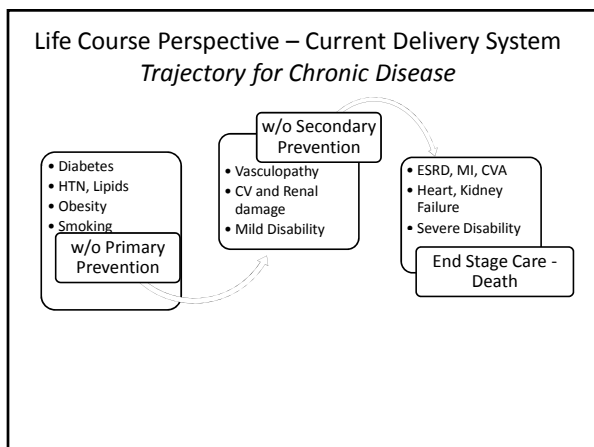 Life Course Perspective – Current Delivery System
Trajectory for Chronic Disease
• Diabetes
• HTN, Lipids
• Obesity
• Smoking
w/o Primary
Prevention
w/o Secondary
Prevention
• Vasculopathy
• CV and Renal
damage
• Mild Disability
• ESRD, MI, CVA
• Heart, Kidney
Failure
• Severe Disability
End Stage Care -
Death